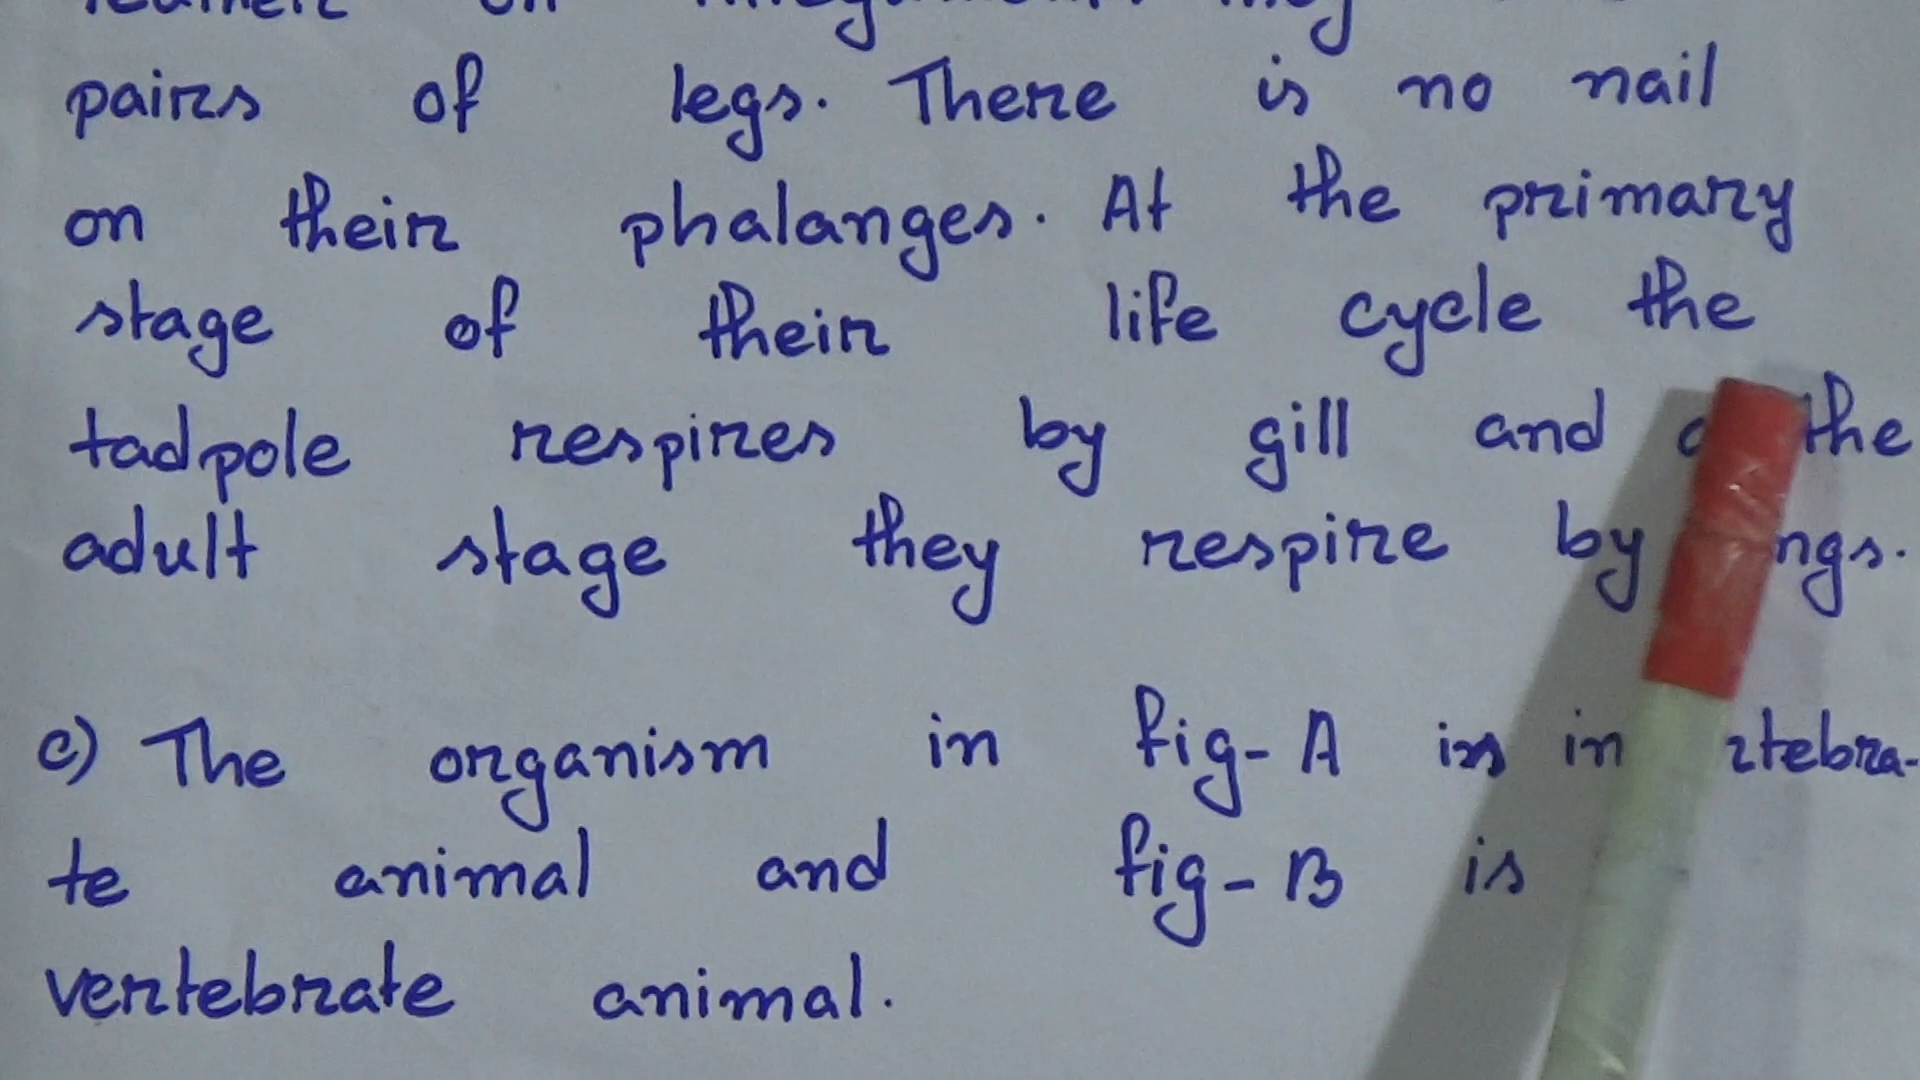 pairs of legs. There is no nail
on their phalanges. At the primary
stage of their life cycle the
tadpole respires by gill and the
adult stage they respire by
c) The organism in fig-A is
te animal and fig-B is
vertebrate animal.